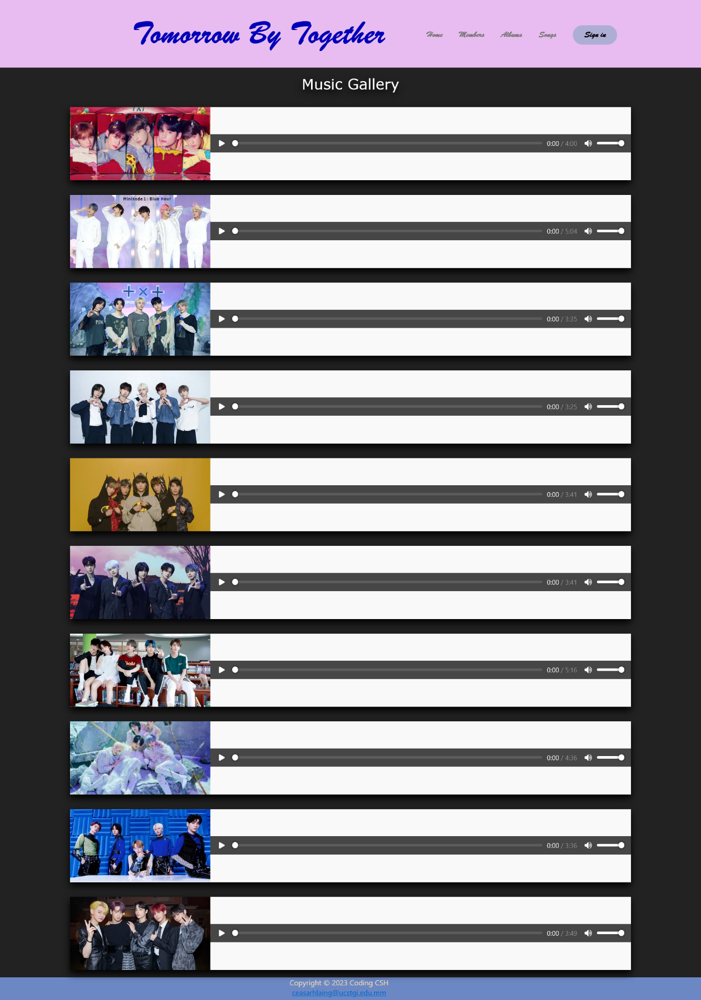 Tomorrow By Together
Home Members Albums Songs Sign in
Music Gallery
TXT
0:00 / 4:00
Minisode 1 : Blue Hour
0:00 / 5:04
0:00 / 3:35
0:00 / 3:25
0:00 / 3:41
0:00 / 3:41
0:00 / 5:16
0:00 / 4:36
0:00 / 3:36
0:00 / 3:49
Copyright © 2023 Coding CSH
ceasarhlaing@ucstgi.edu.mm